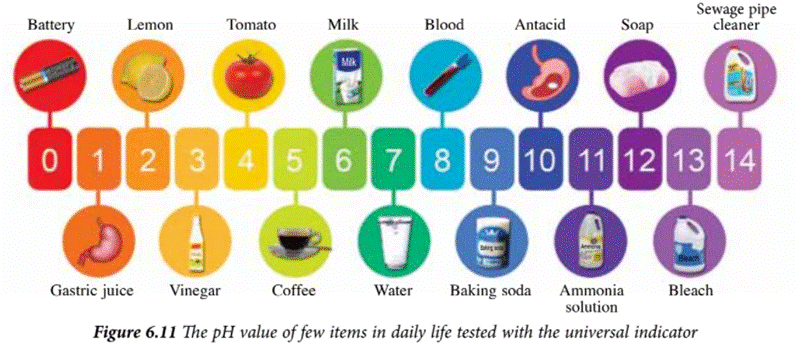 Battery Lemon Tomato Milk Blood Antacid Soap Sewage pipe cleaner
Milk
0 1 2 3 4 5 6 7 8 9 10 11 12 13 14
Baking soda
Ammonia
Bleach
Gastric juice Vinegar Coffee Water Baking soda Ammonia solution Bleach
Figure 6.11 The pH value of few items in daily life tested with the universal indicator